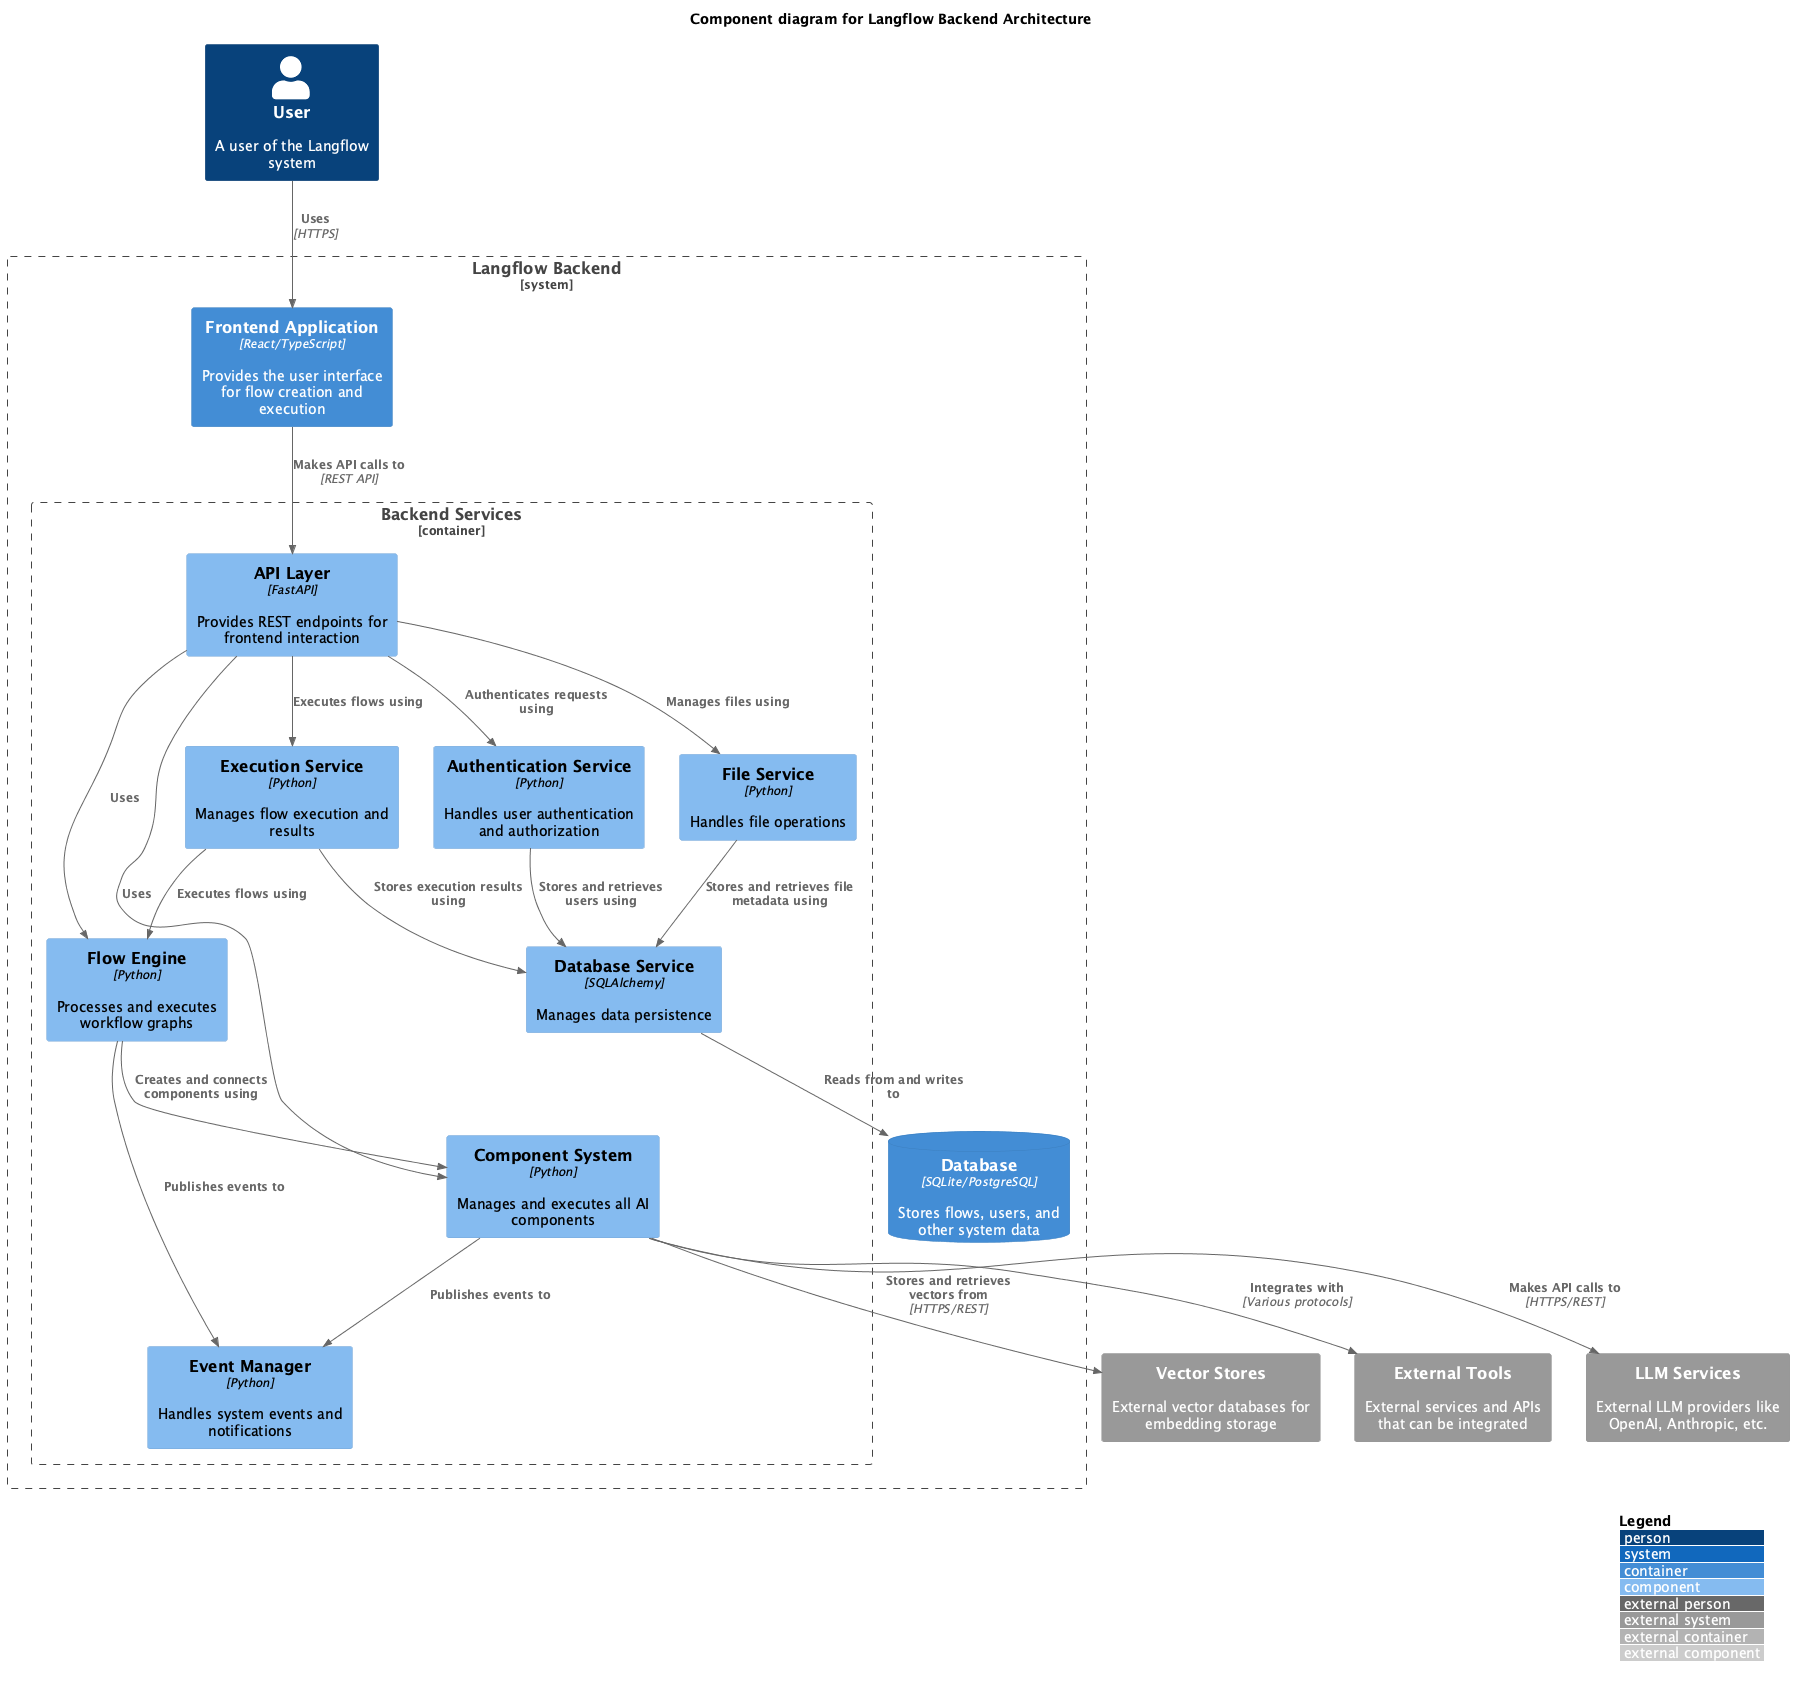 Component diagram for Langflow Backend Architecture
User
A user of the Langflow
system
Uses
[HTTPS]
Langflow Backend
[system]
Frontend Application
[React/TypeScript]
Provides the user interface
for flow creation and
execution
Makes API calls to
[REST API]
Backend Services
[container]
API Layer
[FastAPI]
Provides REST endpoints for
frontend interaction
Executes flows using
Authenticates requests
using
Manages files using
Uses
Execution Service
[Python]
Manages flow execution and
results
Authentication Service
[Python]
Handles user authentication
and authorization
File Service
[Python]
Handles file operations
Uses
Executes flows using
Stores execution results
using
Stores and retrieves
users using
Stores and retrieves file
metadata using
Flow Engine
[Python]
Processes and executes
workflow graphs
Database Service
[SQLAlchemy]
Manages data persistence
Creates and connects
components using
Reads from and writes
to
Publishes events to
Component System
[Python]
Manages and executes all AI
components
Database
[SQLite/PostgreSQL]
Stores flows, users, and
other system data
Publishes events to
Stores and retrieves
vectors from
[HTTPS/REST]
Integrates with
[Various protocols]
Makes API calls to
[HTTPS/REST]
Event Manager
[Python]
Handles system events and
notifications
Vector Stores
External vector databases for
embedding storage
External Tools
External services and APIs
that can be integrated
LLM Services
External LLM providers like
OpenAI, Anthropic, etc.
Legend
person
system
container
component
external person
external system
external container
external component